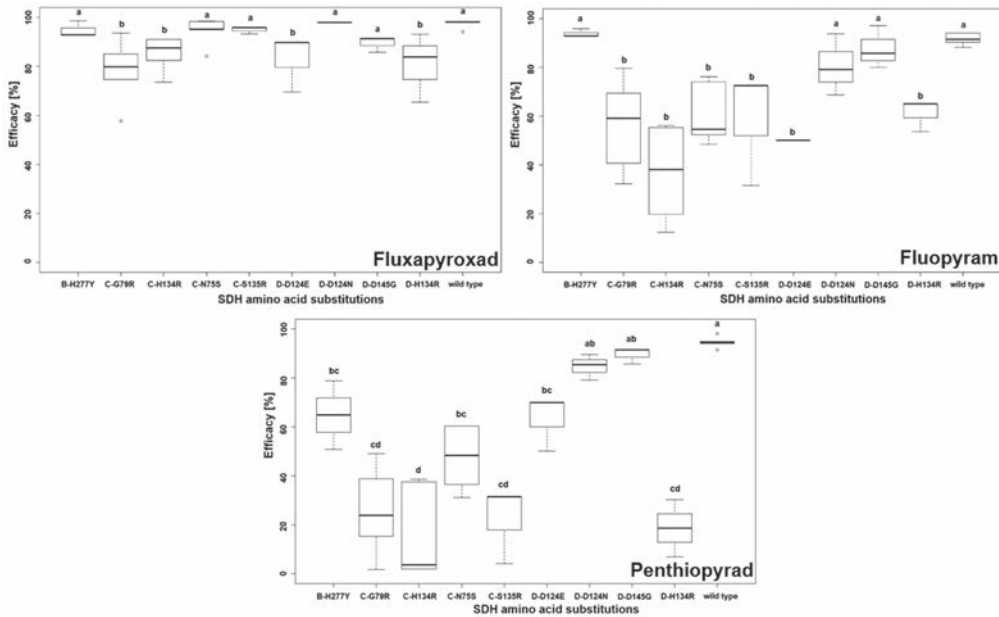 a b b a a b a a b a
Efficacy [%]
100
80
60
40
20
0
Fluxapyroxad
B-H277Y C-G79R C-H134R C-N75S C-S135R D-D124E D-D124N D-D145G D-H134R wild type
SDH amino acid substitutions
a b b b b b a a b a
Efficacy [%]
100
80
60
40
20
0
Fluopyram
B-H277Y C-G79R C-H134R C-N75S C-S135R D-D124E D-D124N D-D145G D-H134R wild type
SDH amino acid substitutions
bc cd d bc cd bc ab ab cd a
Efficacy [%]
100
80
60
40
20
0
Penthiopyrad
B-H277Y C-G79R C-H134R C-N75S C-S135R D-D124E D-D124N D-D145G D-H134R wild type
SDH amino acid substitutions